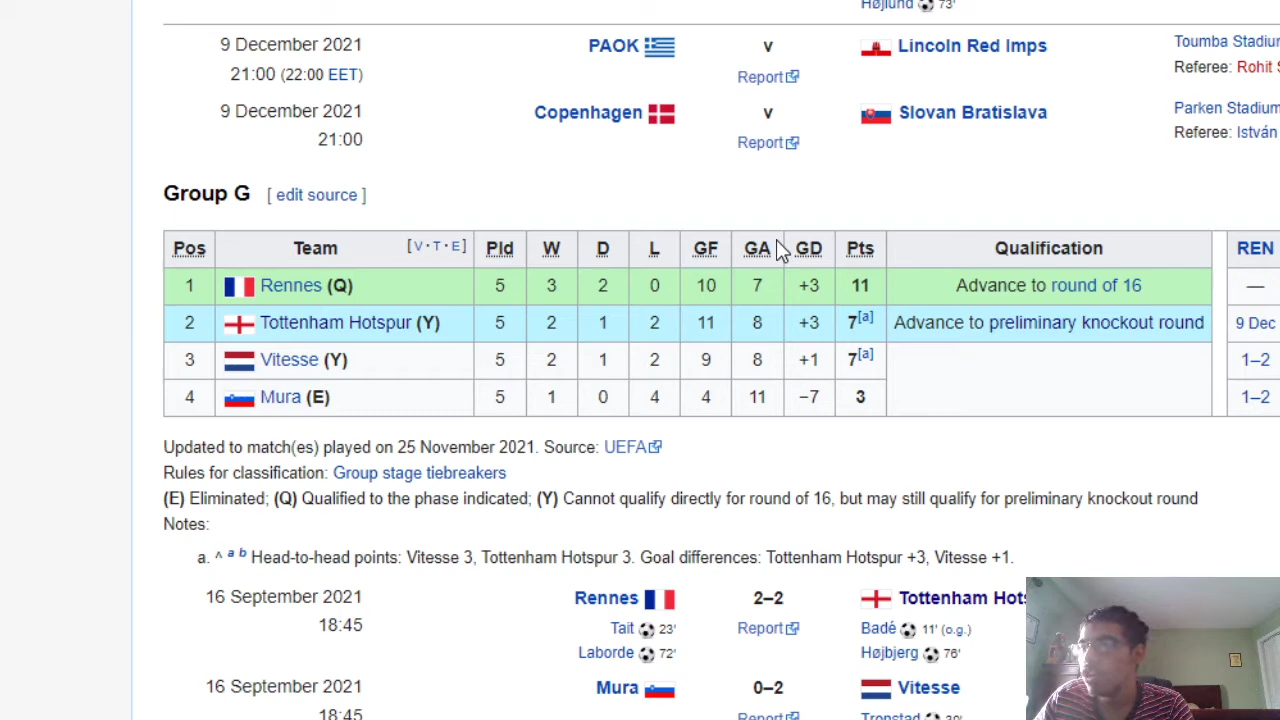 Højlund 73'
9 December 2021 PAOK v Lincoln Red Imps Toumba Stadiu
21:00 (22:00 EET) Report Referee: Rohit S
9 December 2021 Copenhagen v Slovan Bratislava Parken Stadium
21:00 Report Referee: István
Group G [ edit source ]
Pos Team [V·T·E] Pld W D L GF GA GD Pts Qualification REN
1 Rennes (Q) 5 3 2 0 10 7 +3 11 Advance to round of 16 —
2 Tottenham Hotspur (Y) 5 2 1 2 11 8 +3 7[a] Advance to preliminary knockout round 9 Dec
3 Vitesse (Y) 5 2 1 2 9 8 +1 7[a] 1–2
4 Mura (E) 5 1 0 4 4 11 −7 3 1–2
Updated to match(es) played on 25 November 2021. Source: UEFA
Rules for classification: Group stage tiebreakers
(E) Eliminated; (Q) Qualified to the phase indicated; (Y) Cannot qualify directly for round of 16, but may still qualify for preliminary knockout round
Notes:
a. ^ a b Head-to-head points: Vitesse 3, Tottenham Hotspur 3. Goal differences: Tottenham Hotspur +3, Vitesse +1.
16 September 2021 Rennes 2–2 Tottenham Hots
18:45 Tait 23' Report Badé 11' (o.g.)
Laborde 72' Højbjerg 76'
16 September 2021 Mura 0–2 Vitesse
18:45 Report Tronstad 30'